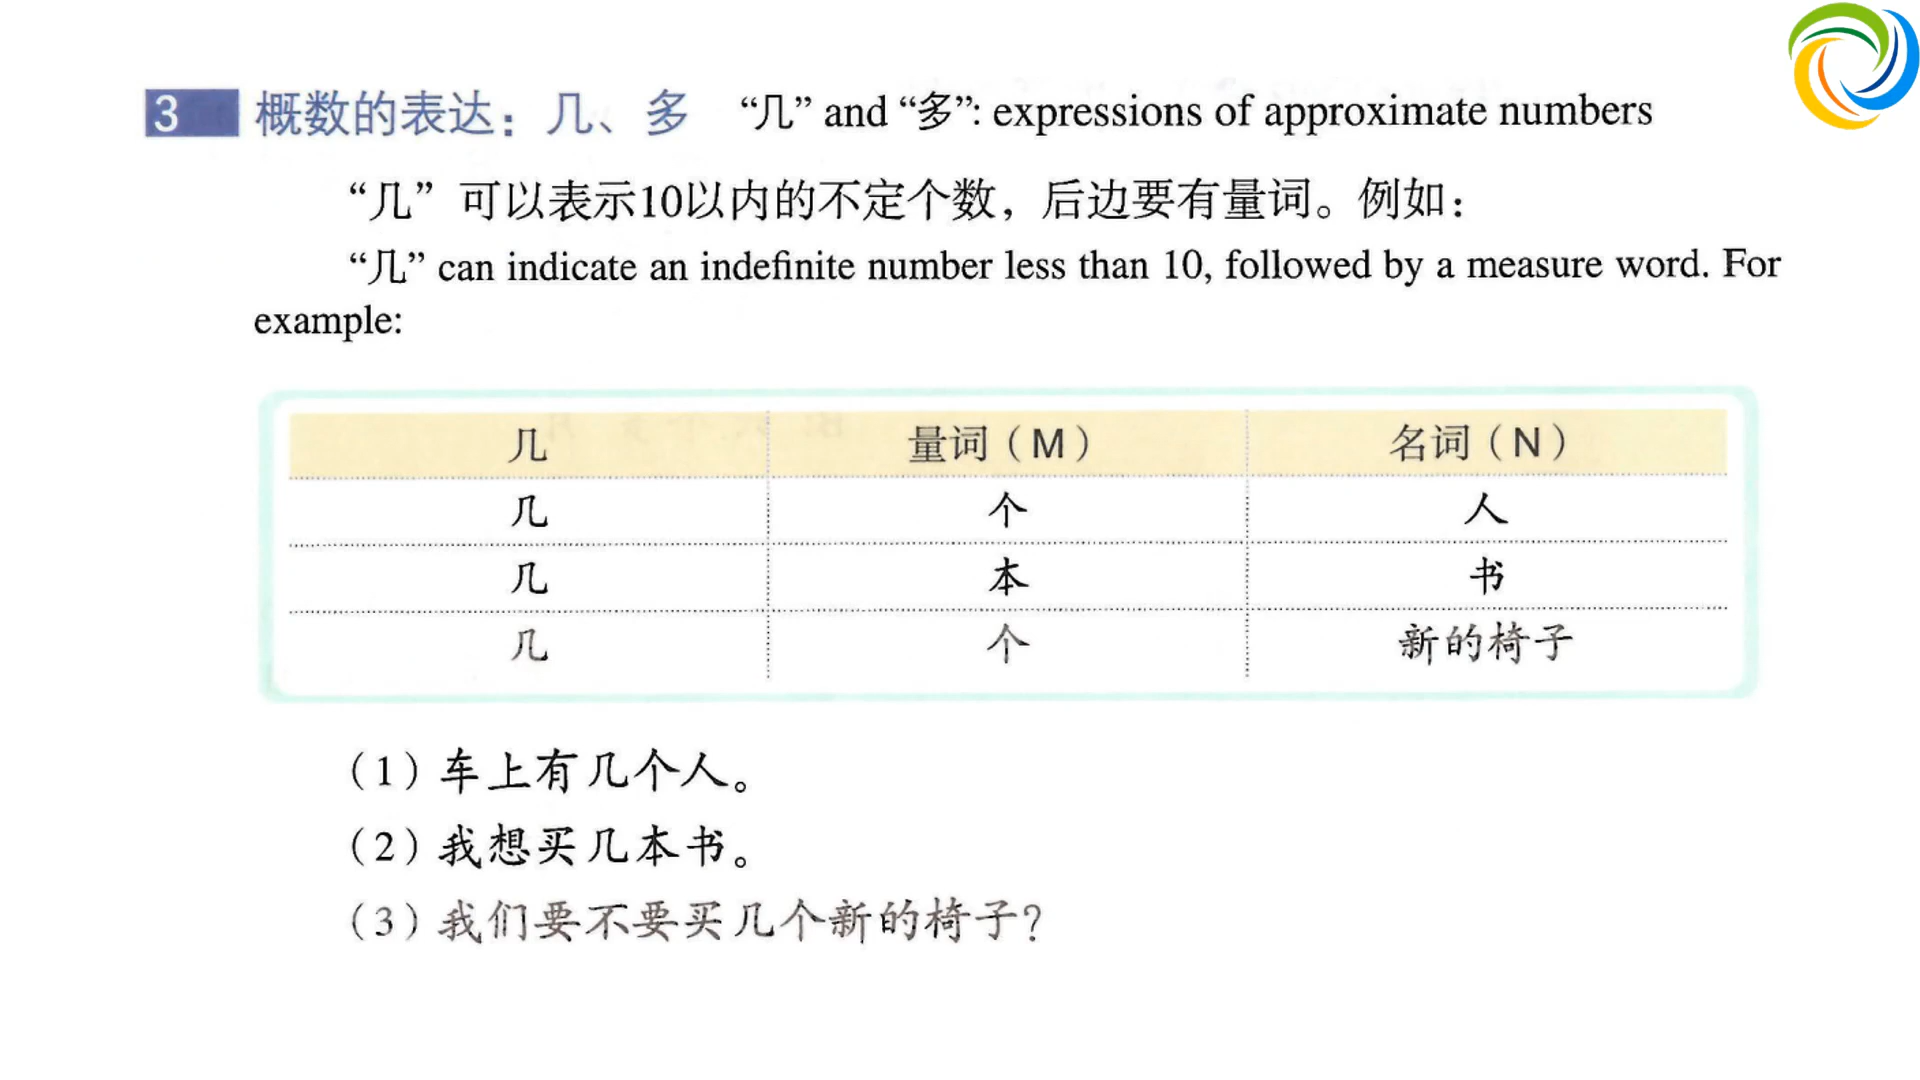 3 概数的表达：几、多 “几” and “多”: expressions of approximate numbers
“几”可以表示10以内的不定个数，后边要有量词。例如：
“几” can indicate an indefinite number less than 10, followed by a measure word. For
example:
几 量词（M） 名词（N）
几 个 人
几 本 书
几 个 新的椅子
（1）车上有几个人。
（2）我想买几本书。
（3）我们要不要买几个新的椅子？